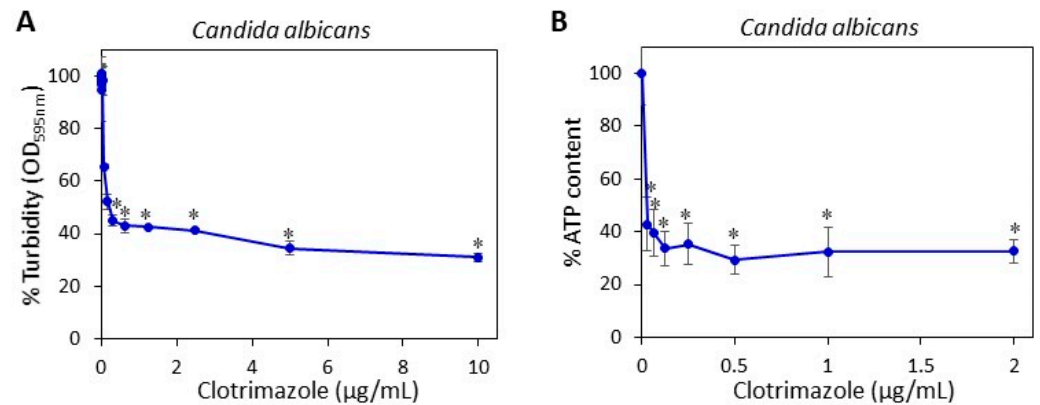 A
Candida albicans
% Turbidity (OD595nm)
100
80
60
40
20
0
* * * * * * *
0 2 4 6 8 10
Clotrimazole (µg/mL)
B
Candida albicans
% ATP content
100
80
60
40
20
0
* * * * * * *
0 0.5 1 1.5 2
Clotrimazole (µg/mL)